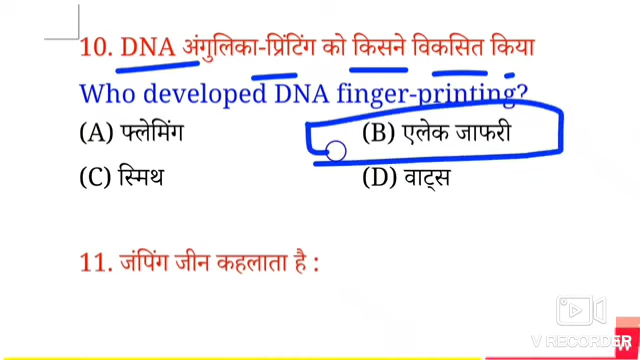 10. DNA अंगुलिका-प्रिंटिंग को किसने विकसित किया
Who developed DNA finger-printing?
(A) फ्लेमिंग (B) एलेक जाफरी
(C) स्मिथ (D) वाट्स
11. जंपिंग जीन कहलाता है :
V RECORDER
W